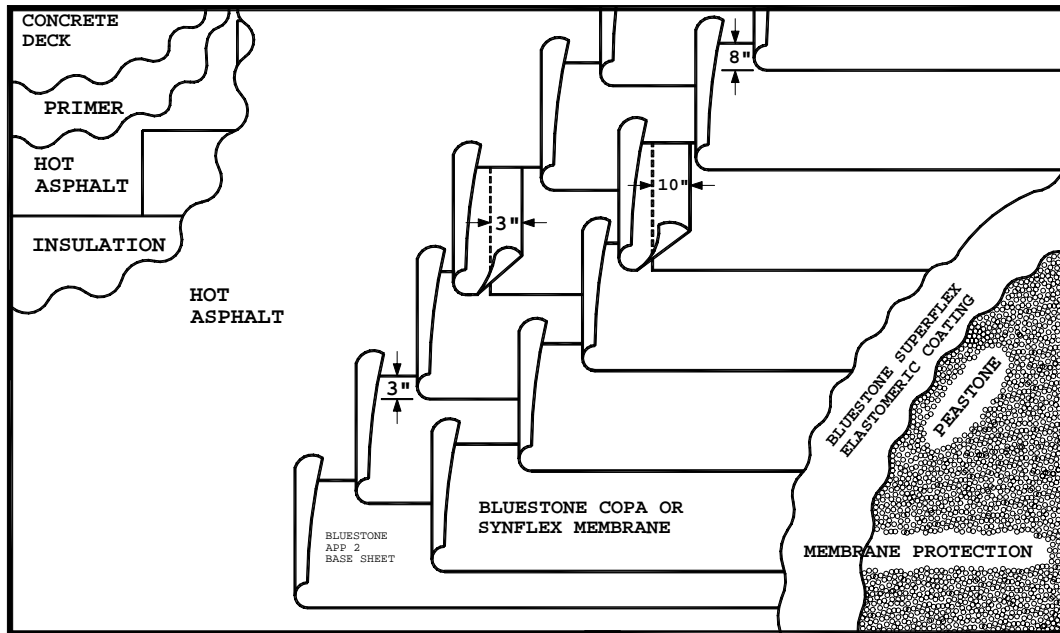 CONCRETE
DECK
PRIMER
HOT
ASPHALT
INSULATION
HOT
ASPHALT
8"
10"
3"
3"
BLUESTONE
APP 2
BASE SHEET
BLUESTONE COPA OR
SYNFLEX MEMBRANE
BLUESTONE SUPERFLEX
ELASTOMERIC COATING
PEASTONE
MEMBRANE PROTECTION